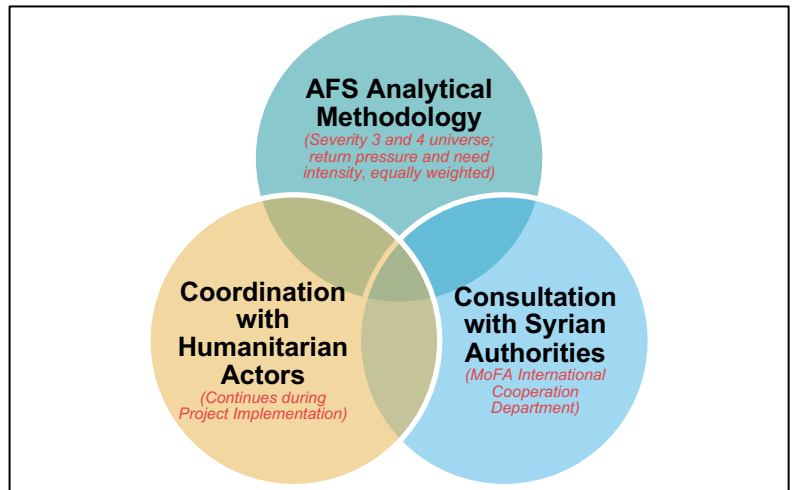 AFS Analytical
Methodology
(Severity 3 and 4 universe;
return pressure and need
intensity, equally weighted)
Coordination
with
Humanitarian
Actors
(Continues during
Project Implementation)
Consultation
with Syrian
Authorities
(MoFA International
Cooperation
Department)